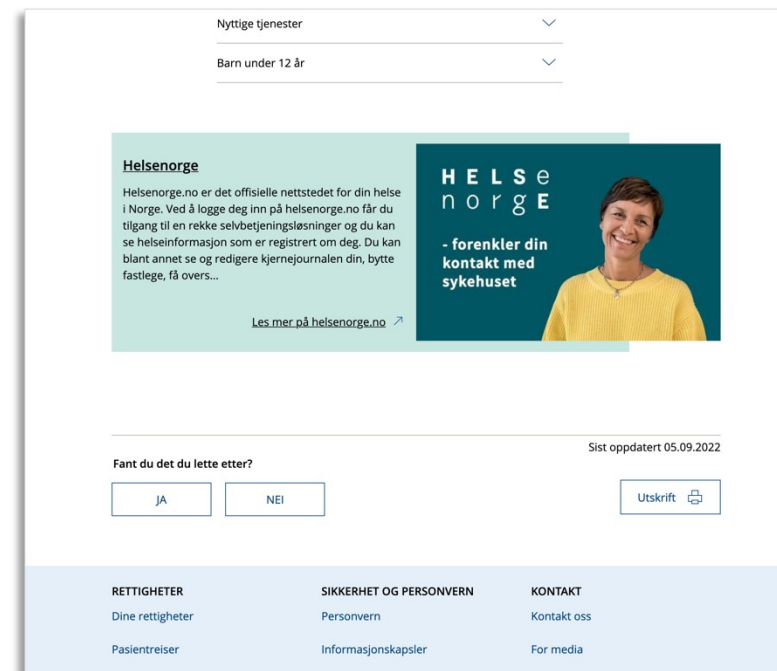 Nyttige tjenester
Barn under 12 år
Helsenorge
Helsenorge.no er det offisielle nettstedet for din helse
i Norge. Ved å logge deg inn på helsenorge.no får du
tilgang til en rekke selvbetjeningsløsninger og du kan
se helseinformasjon som er registrert om deg. Du kan
blant annet se og redigere kjernejournalen din, bytte
fastlege, få overs...
Les mer på helsenorge.no
HELSe
norgE
- forenkler din
kontakt med
sykehuset
Sist oppdatert 05.09.2022
Fant du det du lette etter?
JA NEI Utskrift
RETTIGHETER SIKKERHET OG PERSONVERN KONTAKT
Dine rettigheter Personvern Kontakt oss
Pasientreiser Informasjonskapsler For media